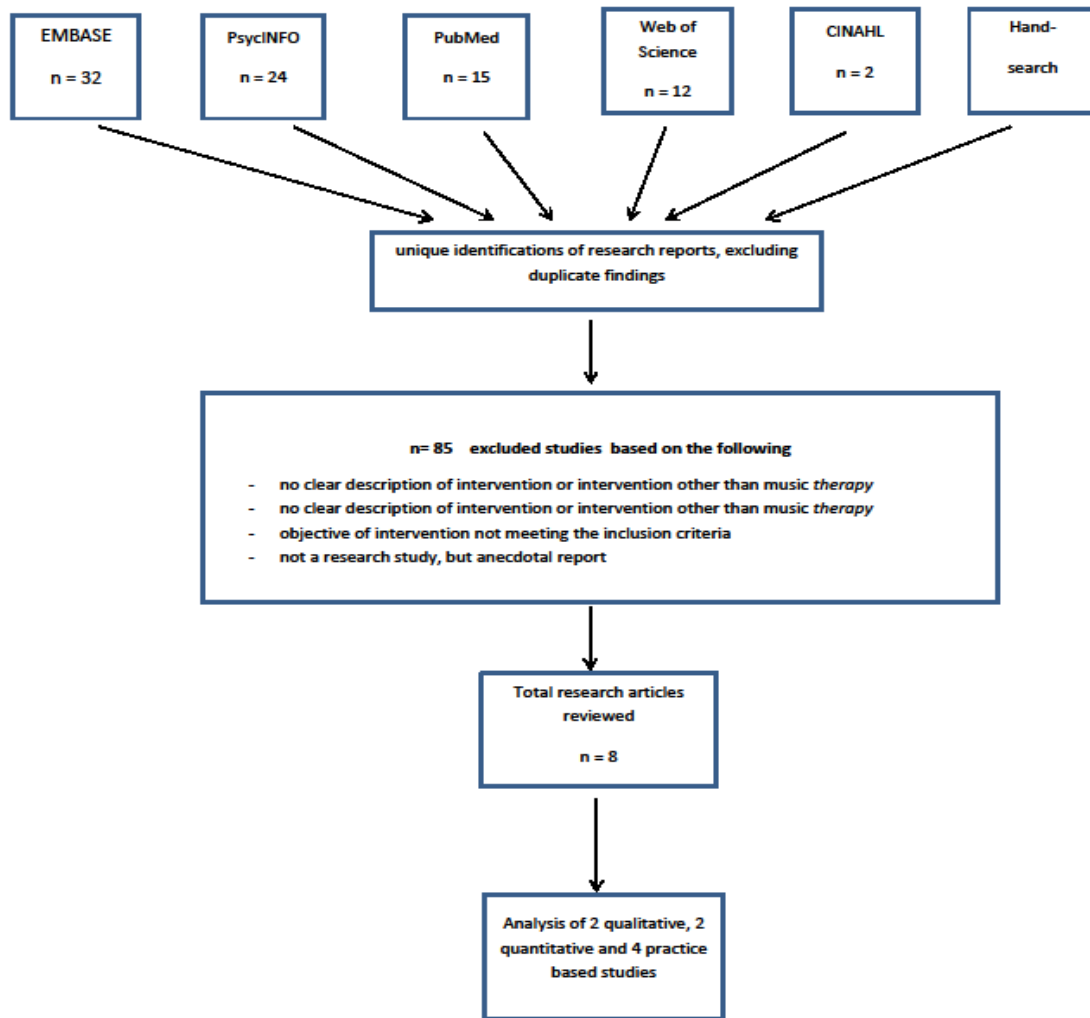 EMBASE
n = 32
PsycINFO
n = 24
PubMed
n = 15
Web of
Science
n = 12
CINAHL
n = 2
Hand-
search
unique identifications of research reports, excluding
duplicate findings
n= 85 excluded studies based on the following
- no clear description of intervention or intervention other than music therapy
- no clear description of intervention or intervention other than music therapy
- objective of intervention not meeting the inclusion criteria
- not a research study, but anecdotal report
Total research articles
reviewed
n = 8
Analysis of 2 qualitative, 2
quantitative and 4 practice
based studies